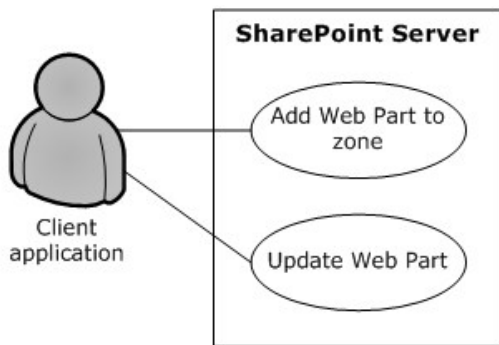 SharePoint Server
Add Web Part to
zone
Client
application
Update Web Part